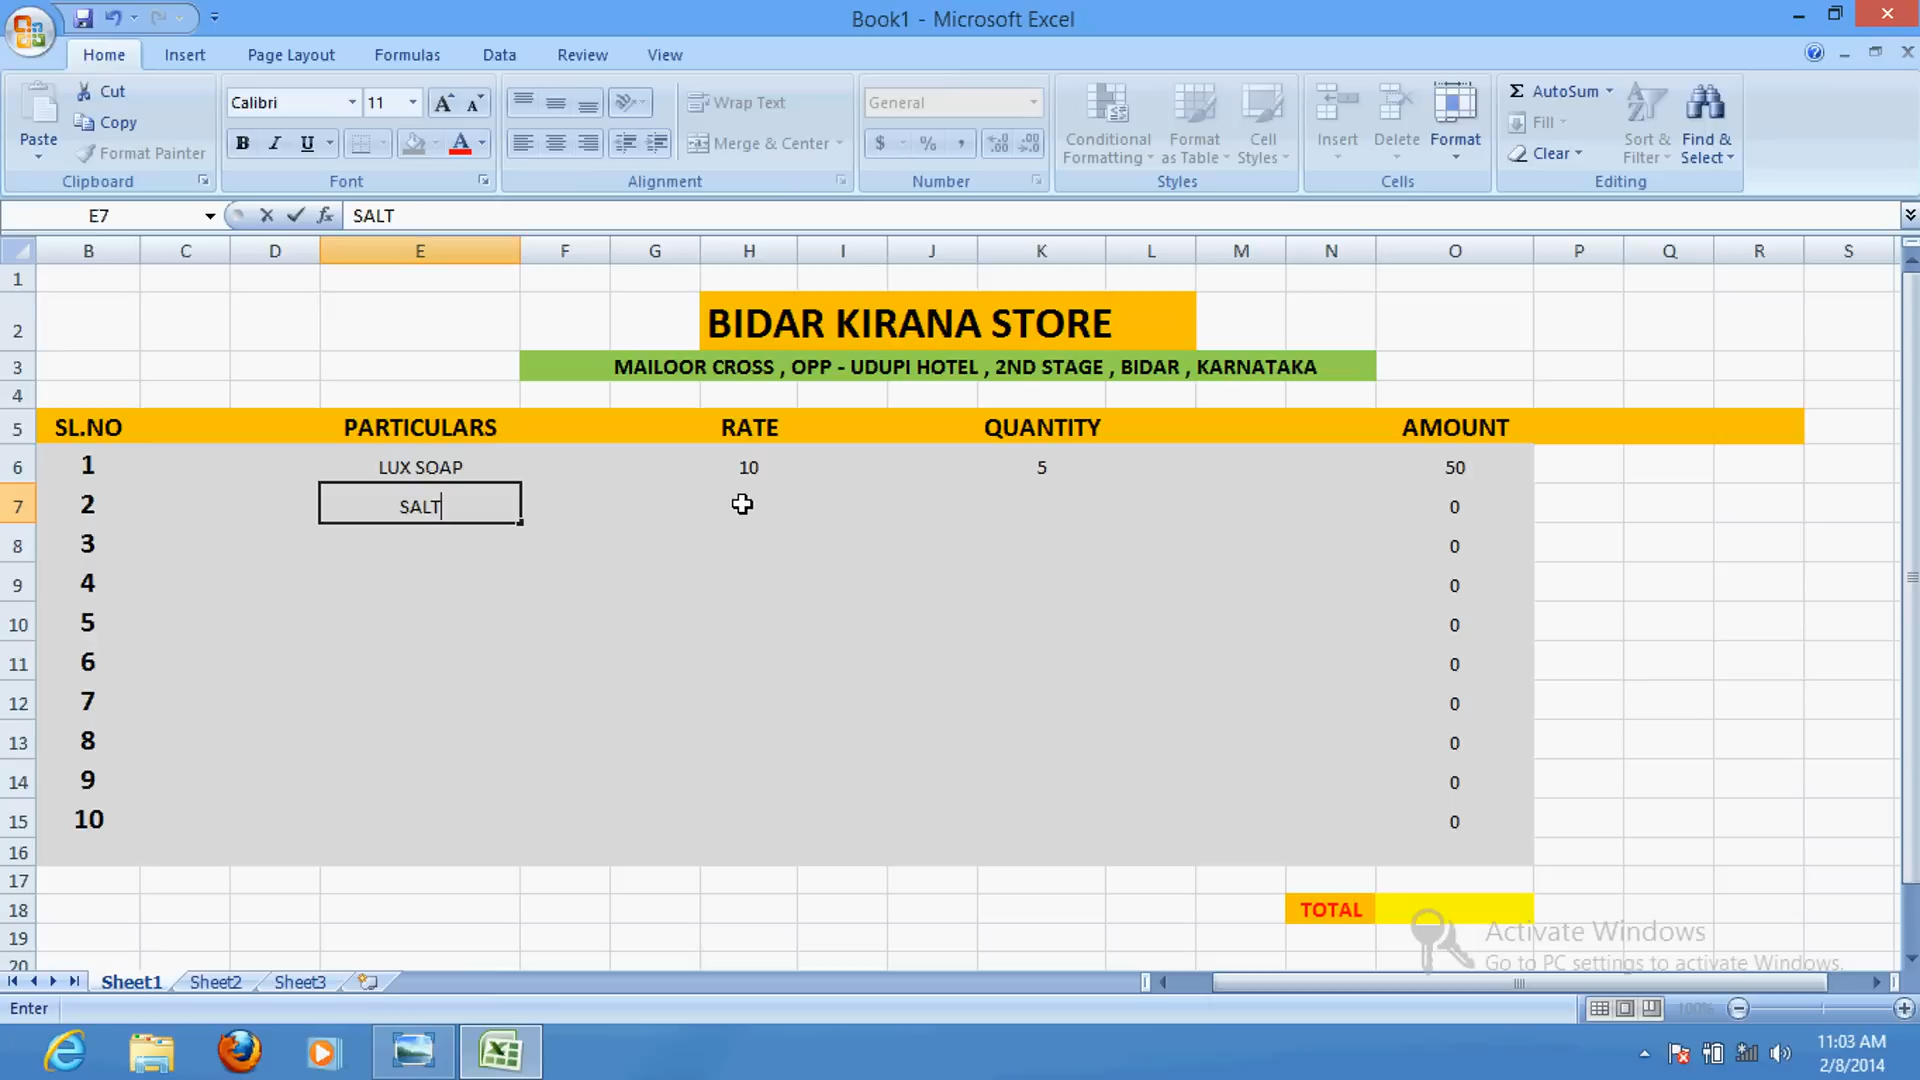 Book1 - Microsoft Excel
Home Insert Page Layout Formulas Data Review View
Paste Cut Copy Format Painter Clipboard
Calibri 11 B I U A Font
Wrap Text Merge & Center Alignment
General $ % , Number
Conditional Formatting Format as Table Cell Styles Styles
Insert Delete Format Cells
Σ AutoSum Fill Clear Sort & Filter Find & Select Editing
E7 fx SALT
B C D E F G H I J K L M N O P Q R S
1
2 BIDAR KIRANA STORE
3 MAILOOR CROSS , OPP - UDUPI HOTEL , 2ND STAGE , BIDAR , KARNATAKA
4
5 SL.NO PARTICULARS RATE QUANTITY AMOUNT
6 1 LUX SOAP 10 5 50
7 2 SALT 0
8 3 0
9 4 0
10 5 0
11 6 0
12 7 0
13 8 0
14 9 0
15 10 0
16
17
18 TOTAL
19
20
Activate Windows
Go to PC settings to activate Windows.
Sheet1 Sheet2 Sheet3
Enter 100%
11:03 AM
2/8/2014